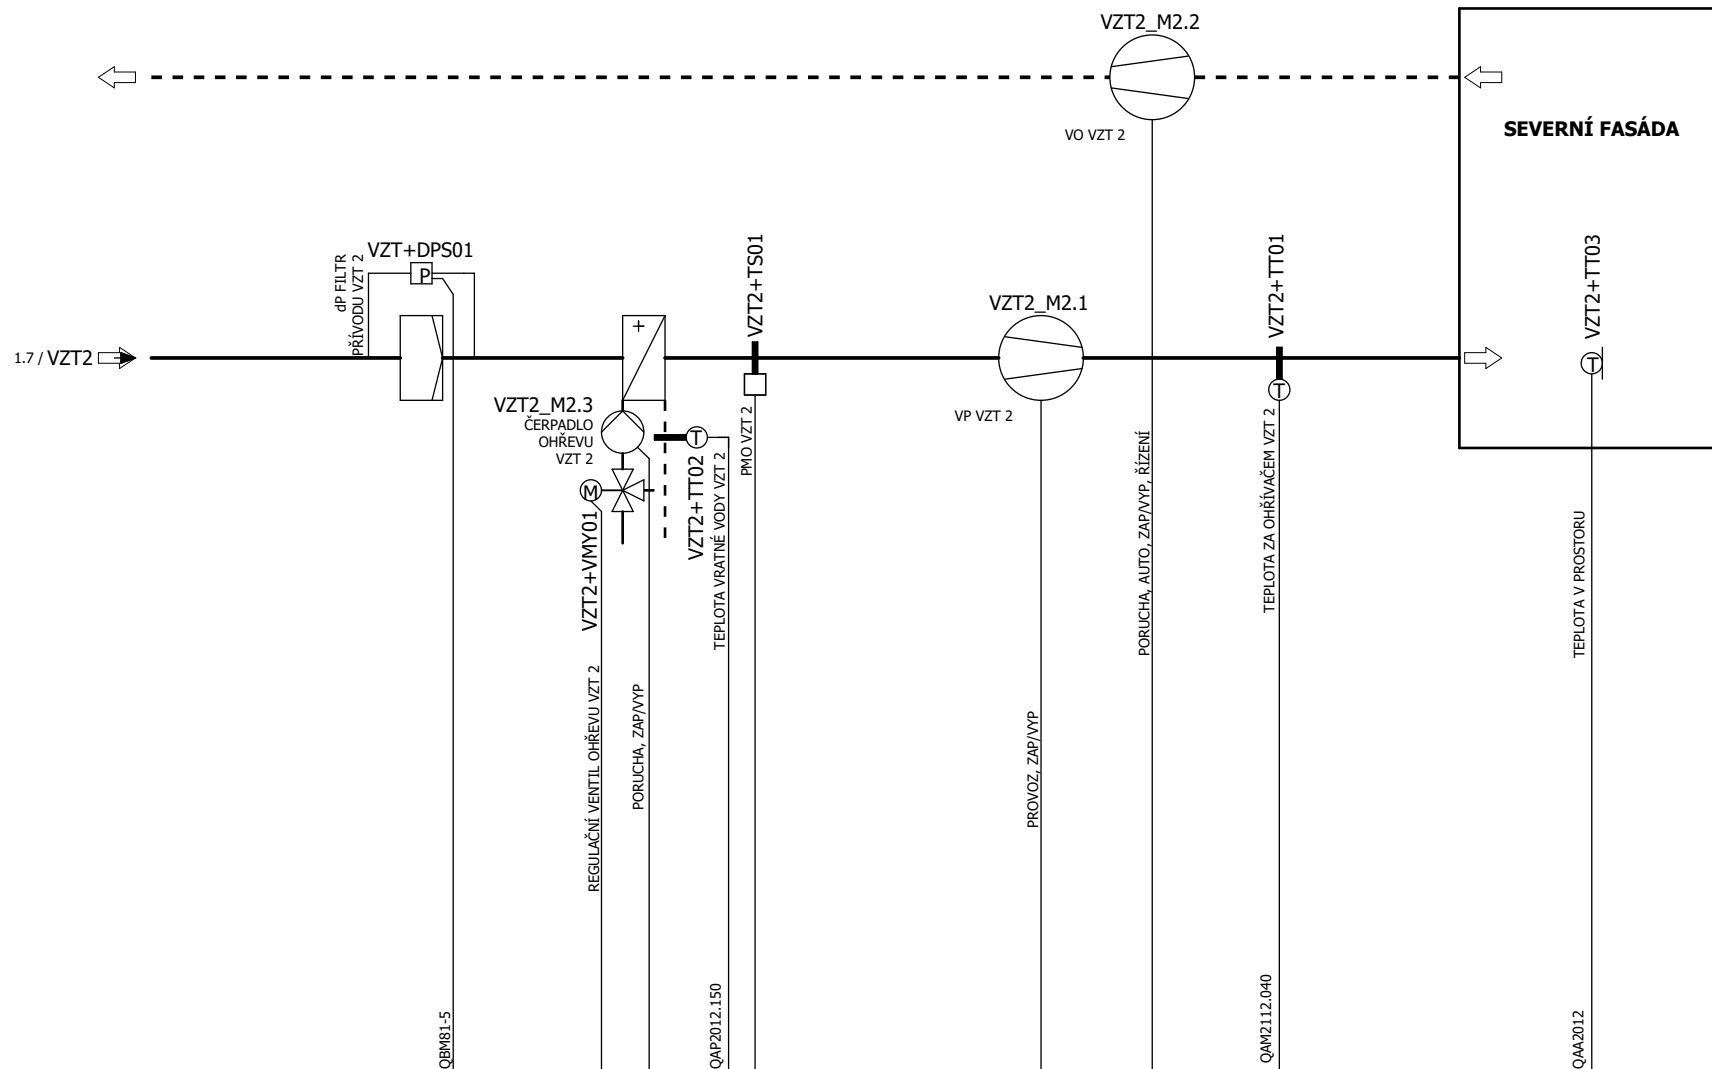 VZT2_M2.2
VO VZT 2
SEVERNÍ FASÁDA
VZT+DPS01
dP FILTR
PŘÍVODU VZT 2
P
1.7 / VZT2
+
VZT2+TS01
PMO VZT 2
VZT2_M2.1
VP VZT 2
VZT2+TT01
T
TEPLOTA ZA OHŘÍVAČEM VZT 2
VZT2+TT03
T
TEPLOTA V PROSTORU
VZT2_M2.3
ČERPADLO
OHŘEVU
VZT 2
M
VZT2+VMY01
T
VZT2+TT02
TEPLOTA VRATNÉ VODY VZT 2
REGULAČNÍ VENTIL OHŘEVU VZT 2
PORUCHA, ZAP/VYP
PROVOZ, ZAP/VYP
PORUCHA, AUTO, ZAP/VYP, ŘÍZENÍ
QBM81-5
QAP2012.150
QAM2112.040
QAA2012